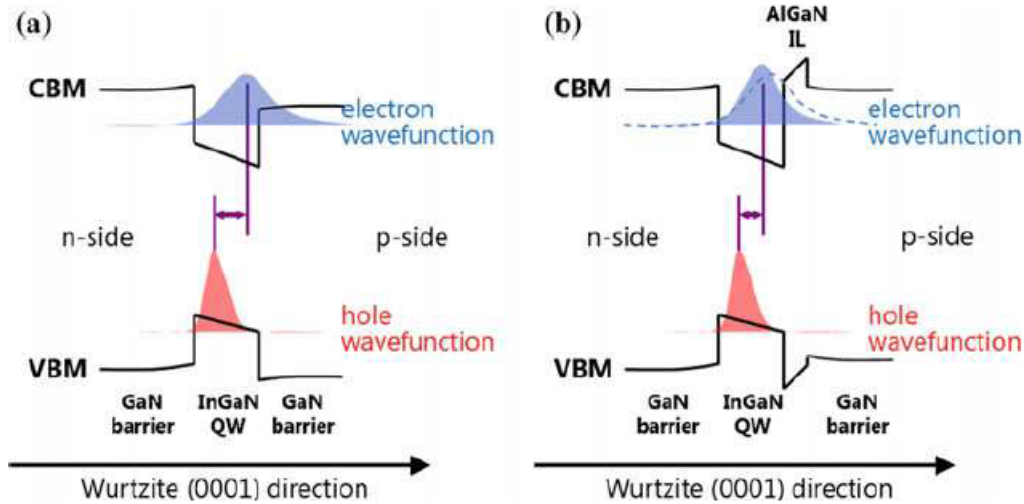 (a)
CBM
electron
wavefunction
n-side
p-side
hole
wavefunction
VBM
GaN
barrier
InGaN
QW
GaN
barrier
Wurtzite (0001) direction
(b)
AlGaN
IL
CBM
electron
wavefunction
n-side
p-side
hole
wavefunction
VBM
GaN
barrier
InGaN
QW
GaN
barrier
Wurtzite (0001) direction